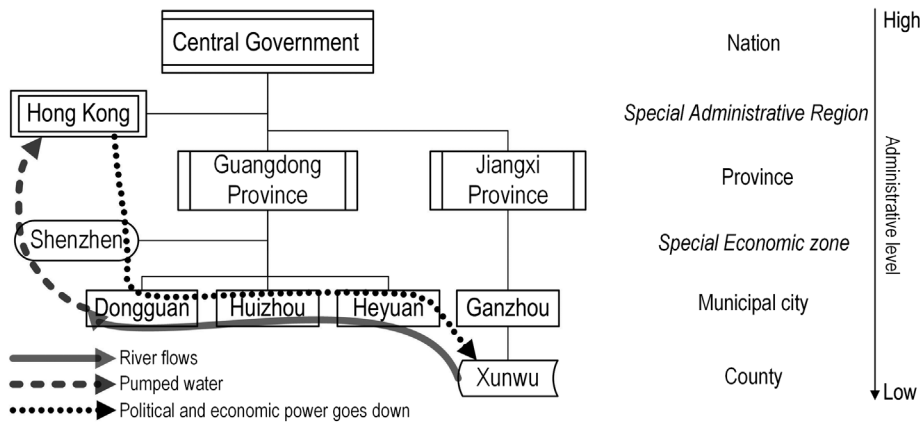 Central Government
Nation
High
Hong Kong
Special Administrative Region
Guangdong
Province
Jiangxi
Province
Province
Administrative level
Shenzhen
Special Economic zone
Dongguan
Huizhou
Heyuan
Ganzhou
Municipal city
River flows
Xunwu
County
Pumped water
Low
Political and economic power goes down